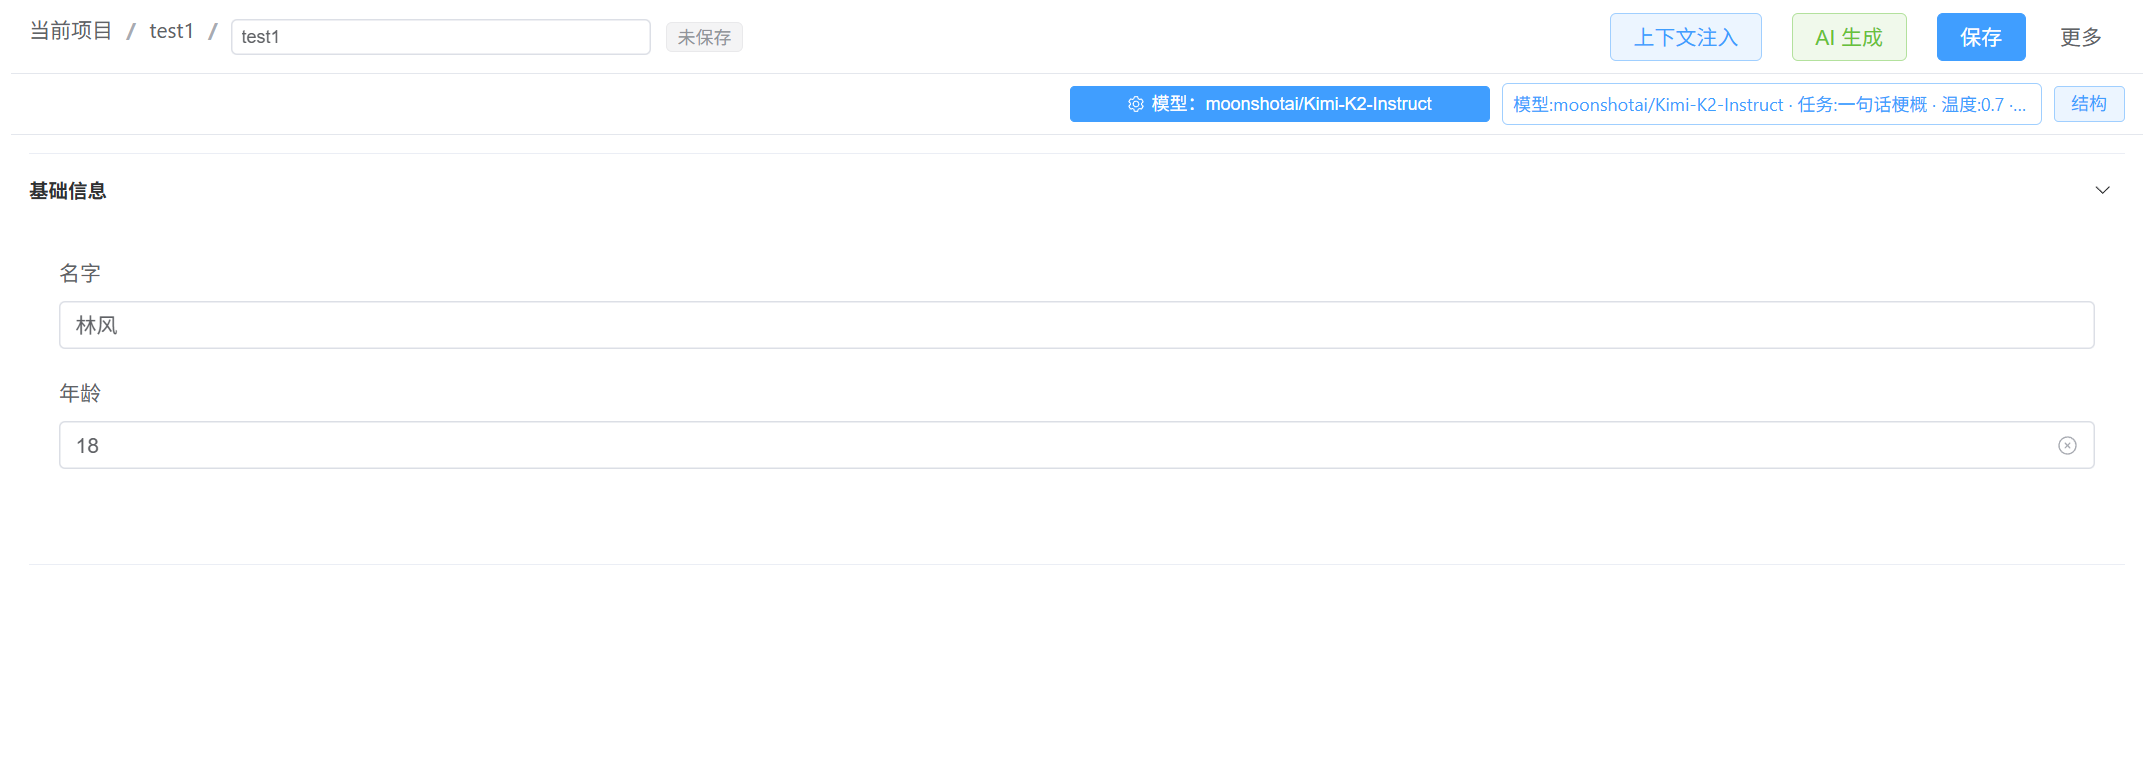 当前项目 / test1 / test1 未保存 上下文注入 AI 生成 保存 更多
模型：moonshotai/Kimi-K2-Instruct 模型:moonshotai/Kimi-K2-Instruct · 任务:一句话梗概 · 温度:0.7 ·... 结构
基础信息
名字
林风
年龄
18